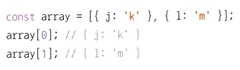 const array = [{ j: 'k' }, { l: 'm' }];
array[0]; // { j: 'k' }
array[1]; // { l: 'm' }